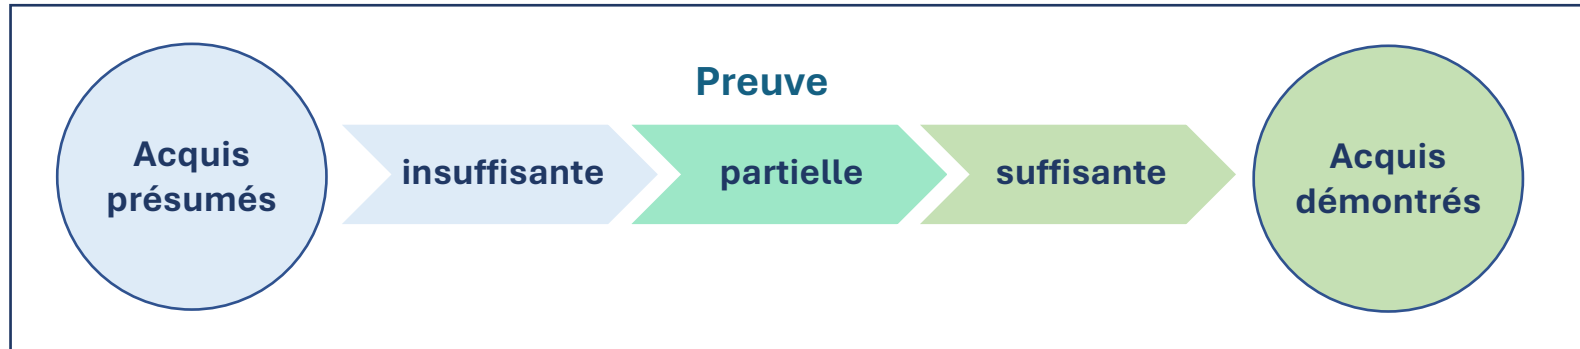 Preuve
Acquis
présumés
insuffisante
partielle
suffisante
Acquis
démontrés